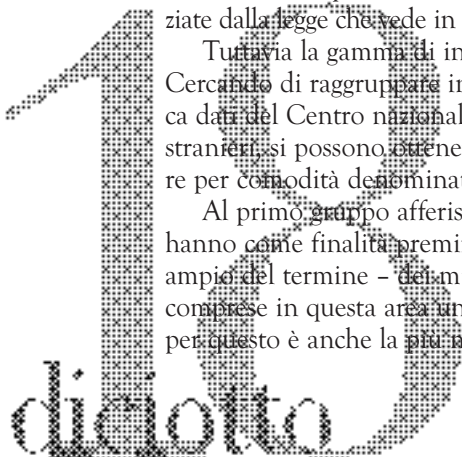 ziate dalla legge che vede in
Tuttavia la gamma di in
Cercando di raggruppare in
ca dati del Centro nazional
stranieri, si possono ottene
re per comodità denominat
Al primo gruppo afferis
hanno come finalità premi
ampio del termine – dei m
comprese in questa area un
per questo è anche la più n
18
diciotto